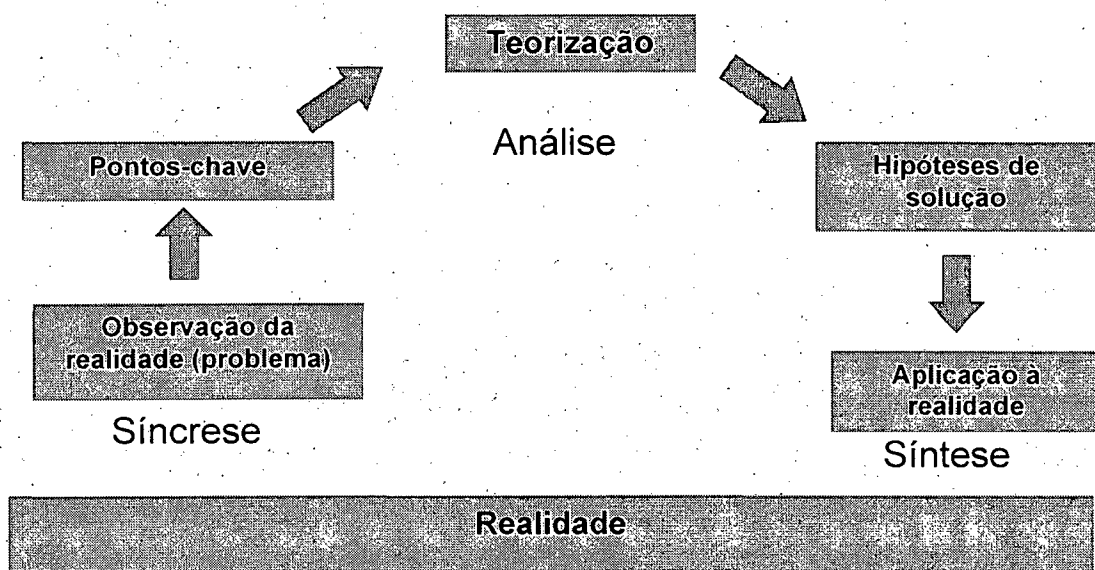 Teorização
Análise
Pontos-chave
Hipóteses de
solução
Observação da
realidade (problema)
Síncrese
Aplicação à
realidade
Síntese
Realidade